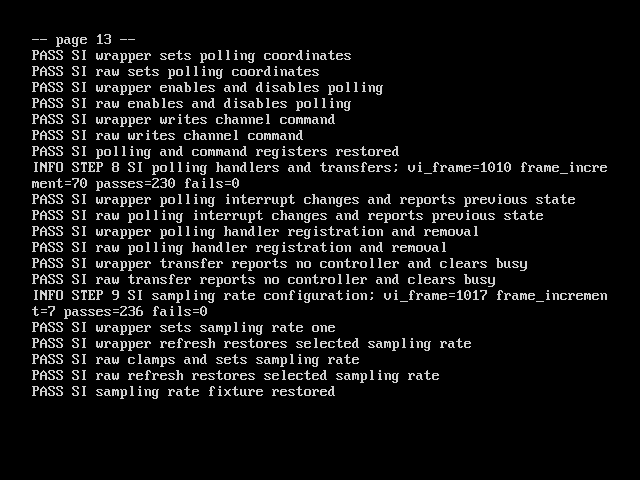 -- page 13 --
PASS SI wrapper sets polling coordinates
PASS SI raw sets polling coordinates
PASS SI wrapper enables and disables polling
PASS SI raw enables and disables polling
PASS SI wrapper writes channel command
PASS SI raw writes channel command
PASS SI polling and command registers restored
INFO STEP 8 SI polling handlers and transfers; vi_frame=1010 frame_incre
ment=70 passes=230 fails=0
PASS SI wrapper polling interrupt changes and reports previous state
PASS SI raw polling interrupt changes and reports previous state
PASS SI wrapper polling handler registration and removal
PASS SI raw polling handler registration and removal
PASS SI wrapper transfer reports no controller and clears busy
PASS SI raw transfer reports no controller and clears busy
INFO STEP 9 SI sampling rate configuration; vi_frame=1017 frame_incremen
t=7 passes=236 fails=0
PASS SI wrapper sets sampling rate one
PASS SI wrapper refresh restores selected sampling rate
PASS SI raw clamps and sets sampling rate
PASS SI raw refresh restores selected sampling rate
PASS SI sampling rate fixture restored